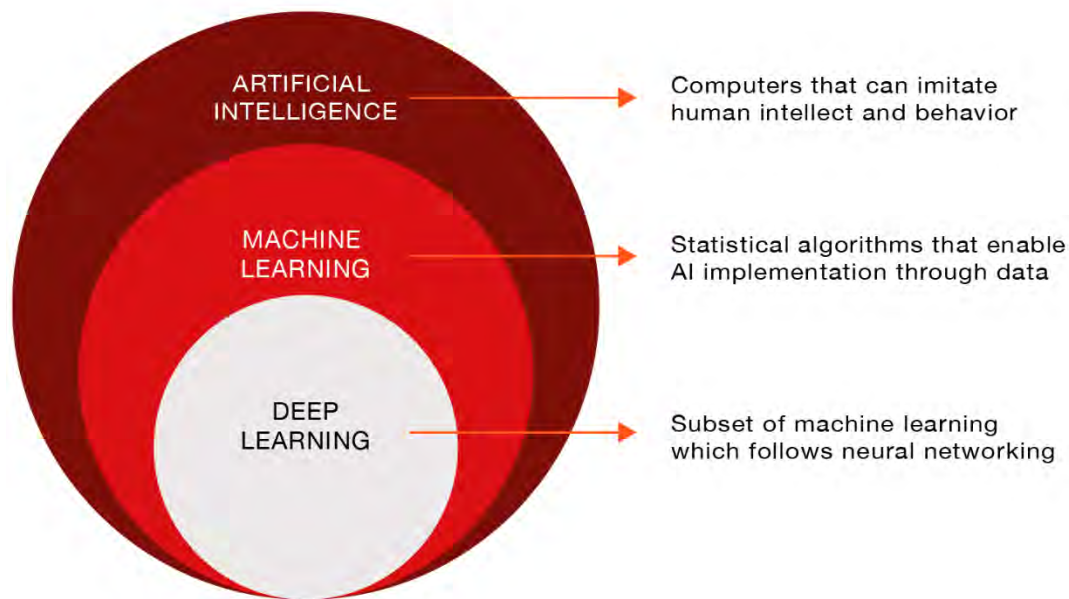 ARTIFICIAL
INTELLIGENCE
Computers that can imitate
human intellect and behavior
MACHINE
LEARNING
Statistical algorithms that enable
AI implementation through data
DEEP
LEARNING
Subset of machine learning
which follows neural networking